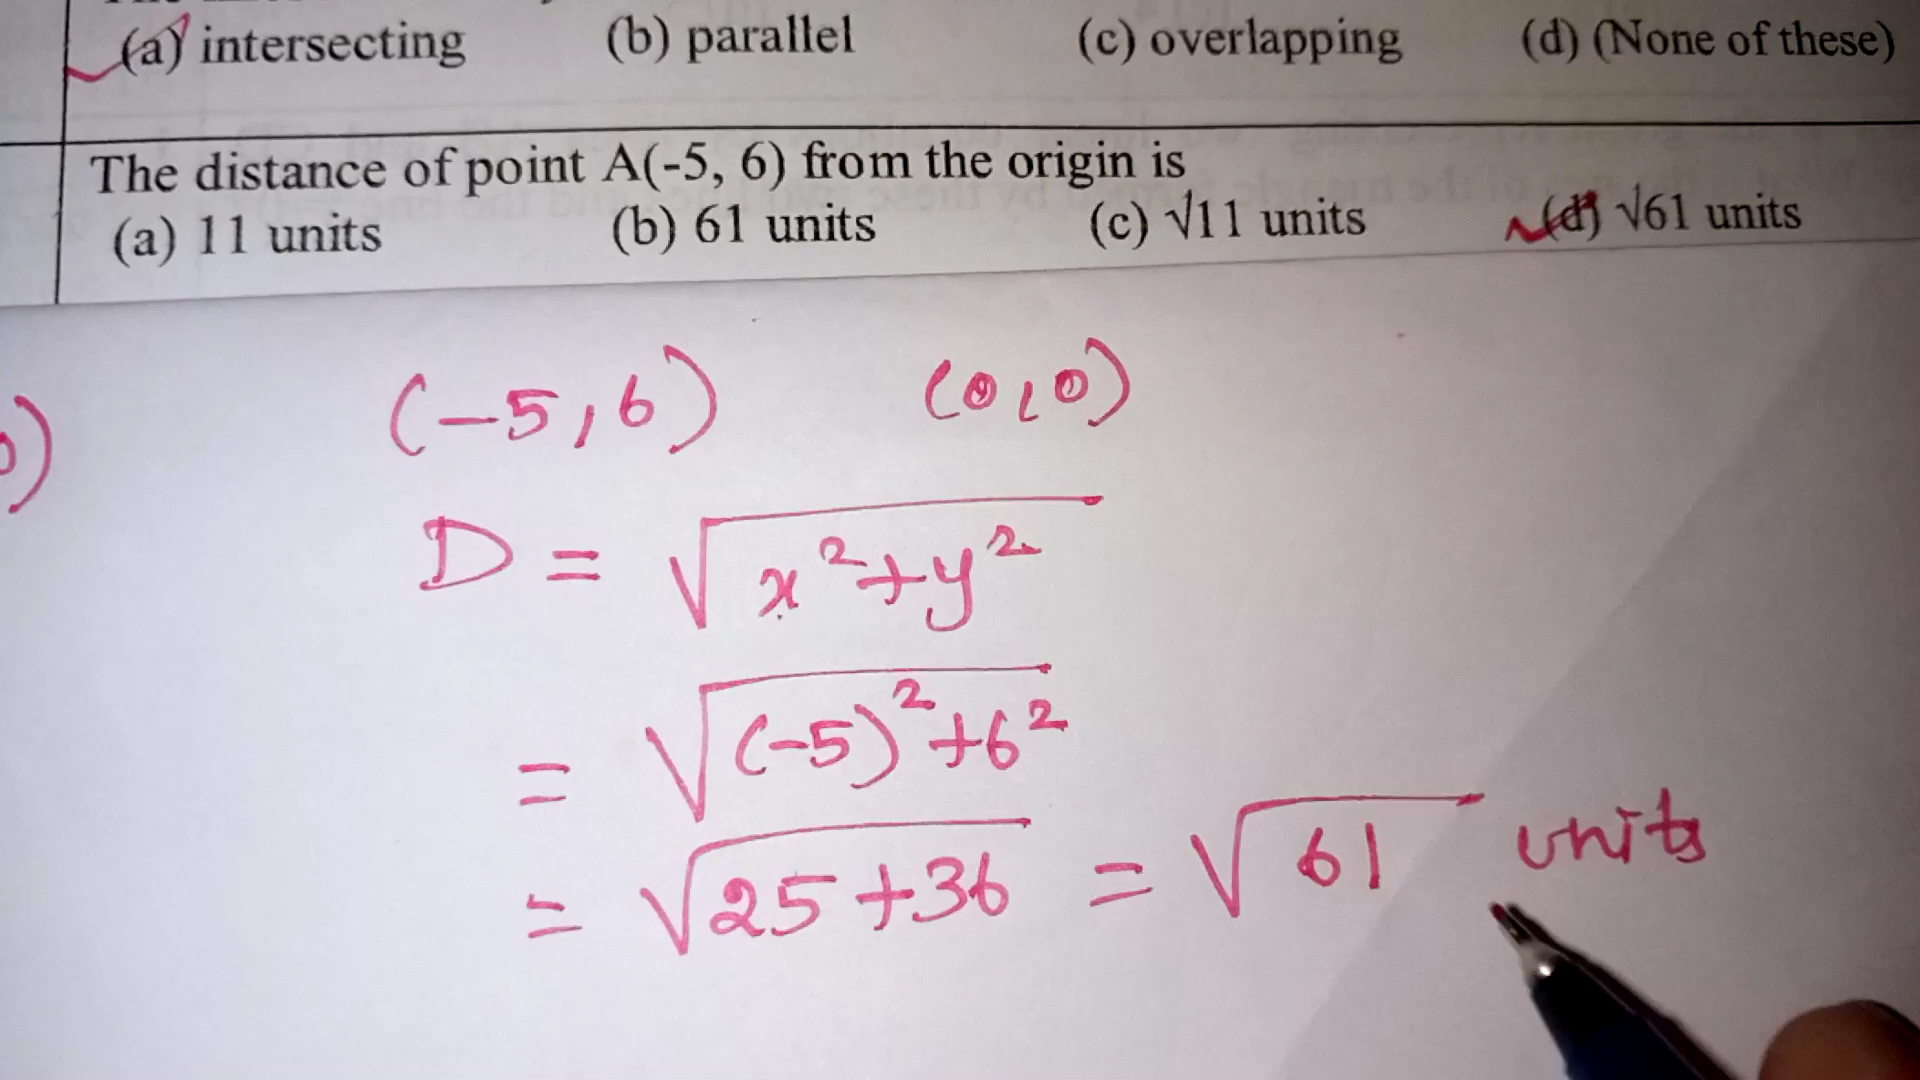 (a) intersecting (b) parallel (c) overlapping (d) (None of these)
The distance of point A(-5, 6) from the origin is
(a) 11 units (b) 61 units (c) √11 units (d) √61 units
(-5,6) (0,0)
D = √x²+y²
= √(-5)²+6²
= √25+36 = √61 units